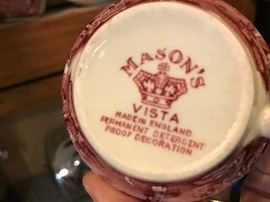 MASON'S
VISTA
MADE IN ENGLAND
PERMANENT DETERGENT
PROOF DECORATION